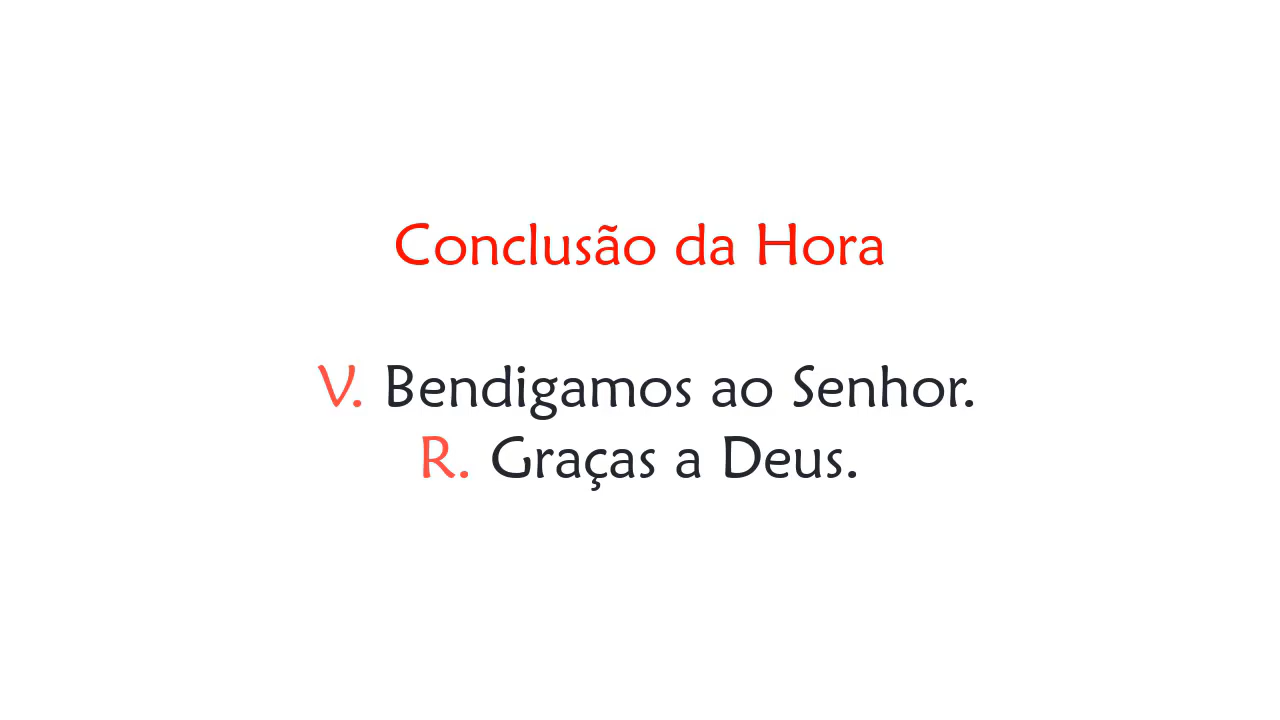 Conclusão da Hora
V. Bendigamos ao Senhor.
R. Graças a Deus.